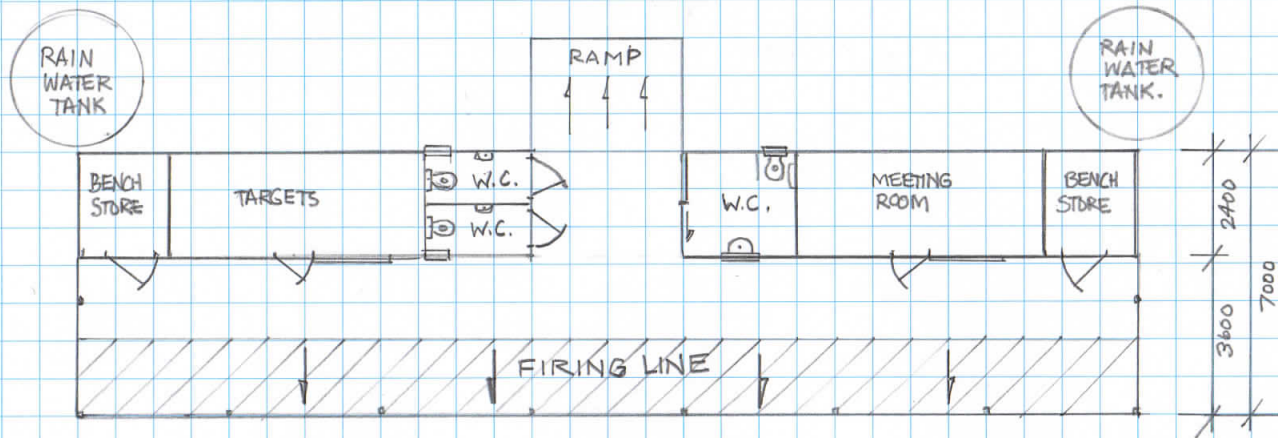 RAIN
WATER
TANK
RAMP
RAIN
WATER
TANK.
BENCH
STORE
TARGETS
W.C.
W.C.
W.C.
MEETING
ROOM
BENCH
STORE
2400
7000
3600
FIRING LINE